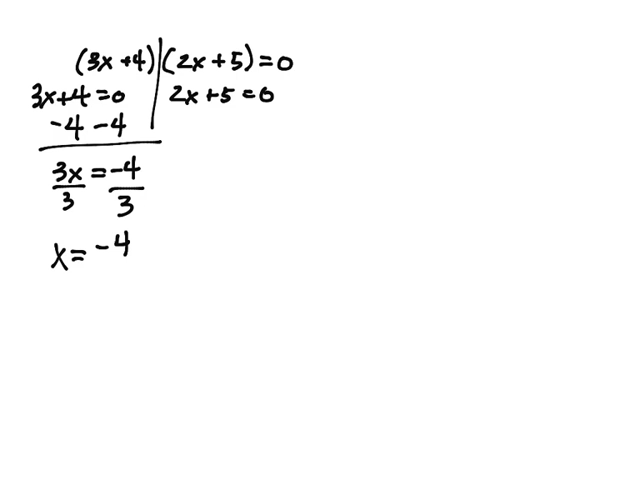 (3x+4) | (2x+5)=0
3x+4=0 | 2x+5=0
-4 -4
3x = -4
3 3
x = -4